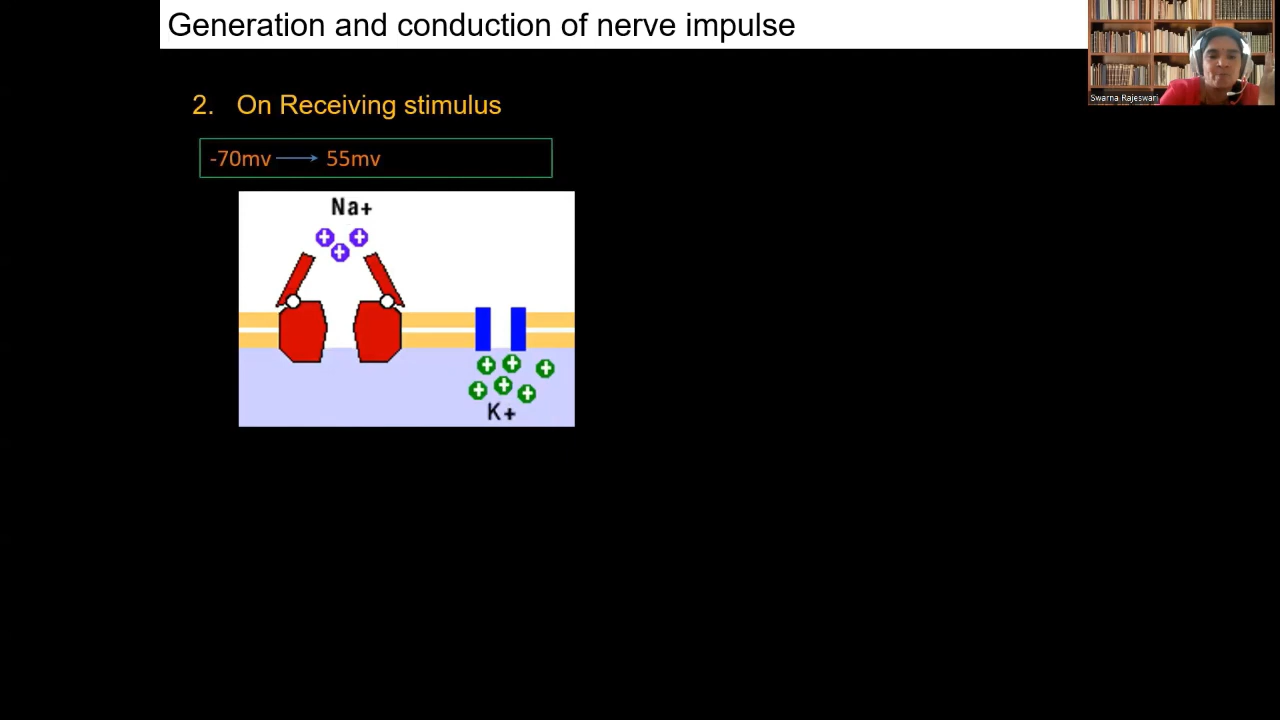 Generation and conduction of nerve impulse
Swarna Rajeswari
2. On Receiving stimulus
-70mv → 55mv
Na+
K+